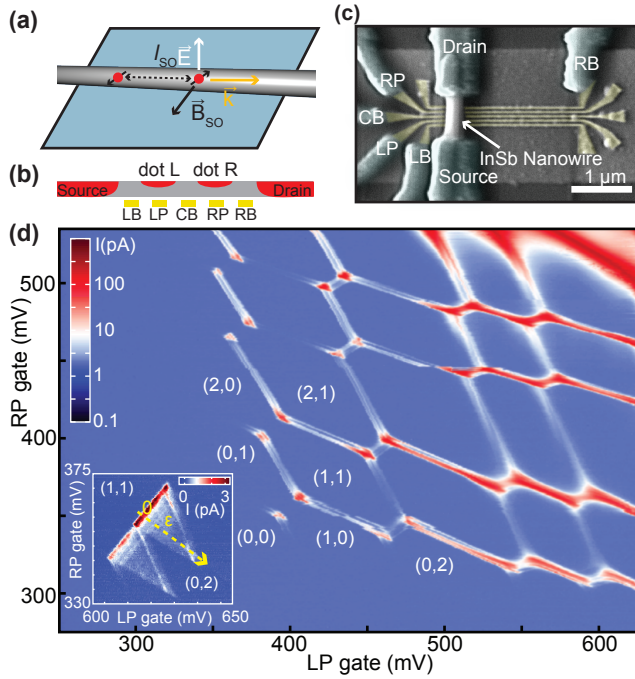 (a)
l_SO
E
k
B_SO
(b)
dot L dot R
Source Drain
LB LP CB RP RB
(c)
Drain
RP
RB
CB
LP
LB
InSb Nanowire
Source
1 µm
(d)
I(pA)
100
10
1
0.1
RP gate (mV)
500
400
300
(2,0)
(2,1)
(0,1)
(1,1)
(0,0)
(1,0)
(0,2)
375
(1,1)
0 3
I (pA)
0
ε
(0,2)
RP gate (mV)
330
600 650
LP gate (mV)
300 400 500 600
LP gate (mV)